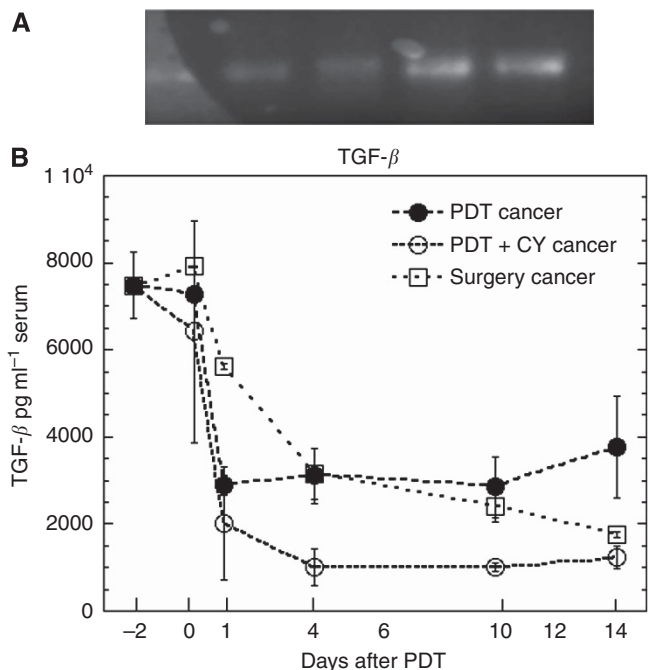 A
B
TGF-β
1 10⁴
8000
6000
4000
2000
0
TGF-β pg ml⁻¹ serum
PDT cancer
PDT + CY cancer
Surgery cancer
−2 0 1 4 6 10 12 14
Days after PDT